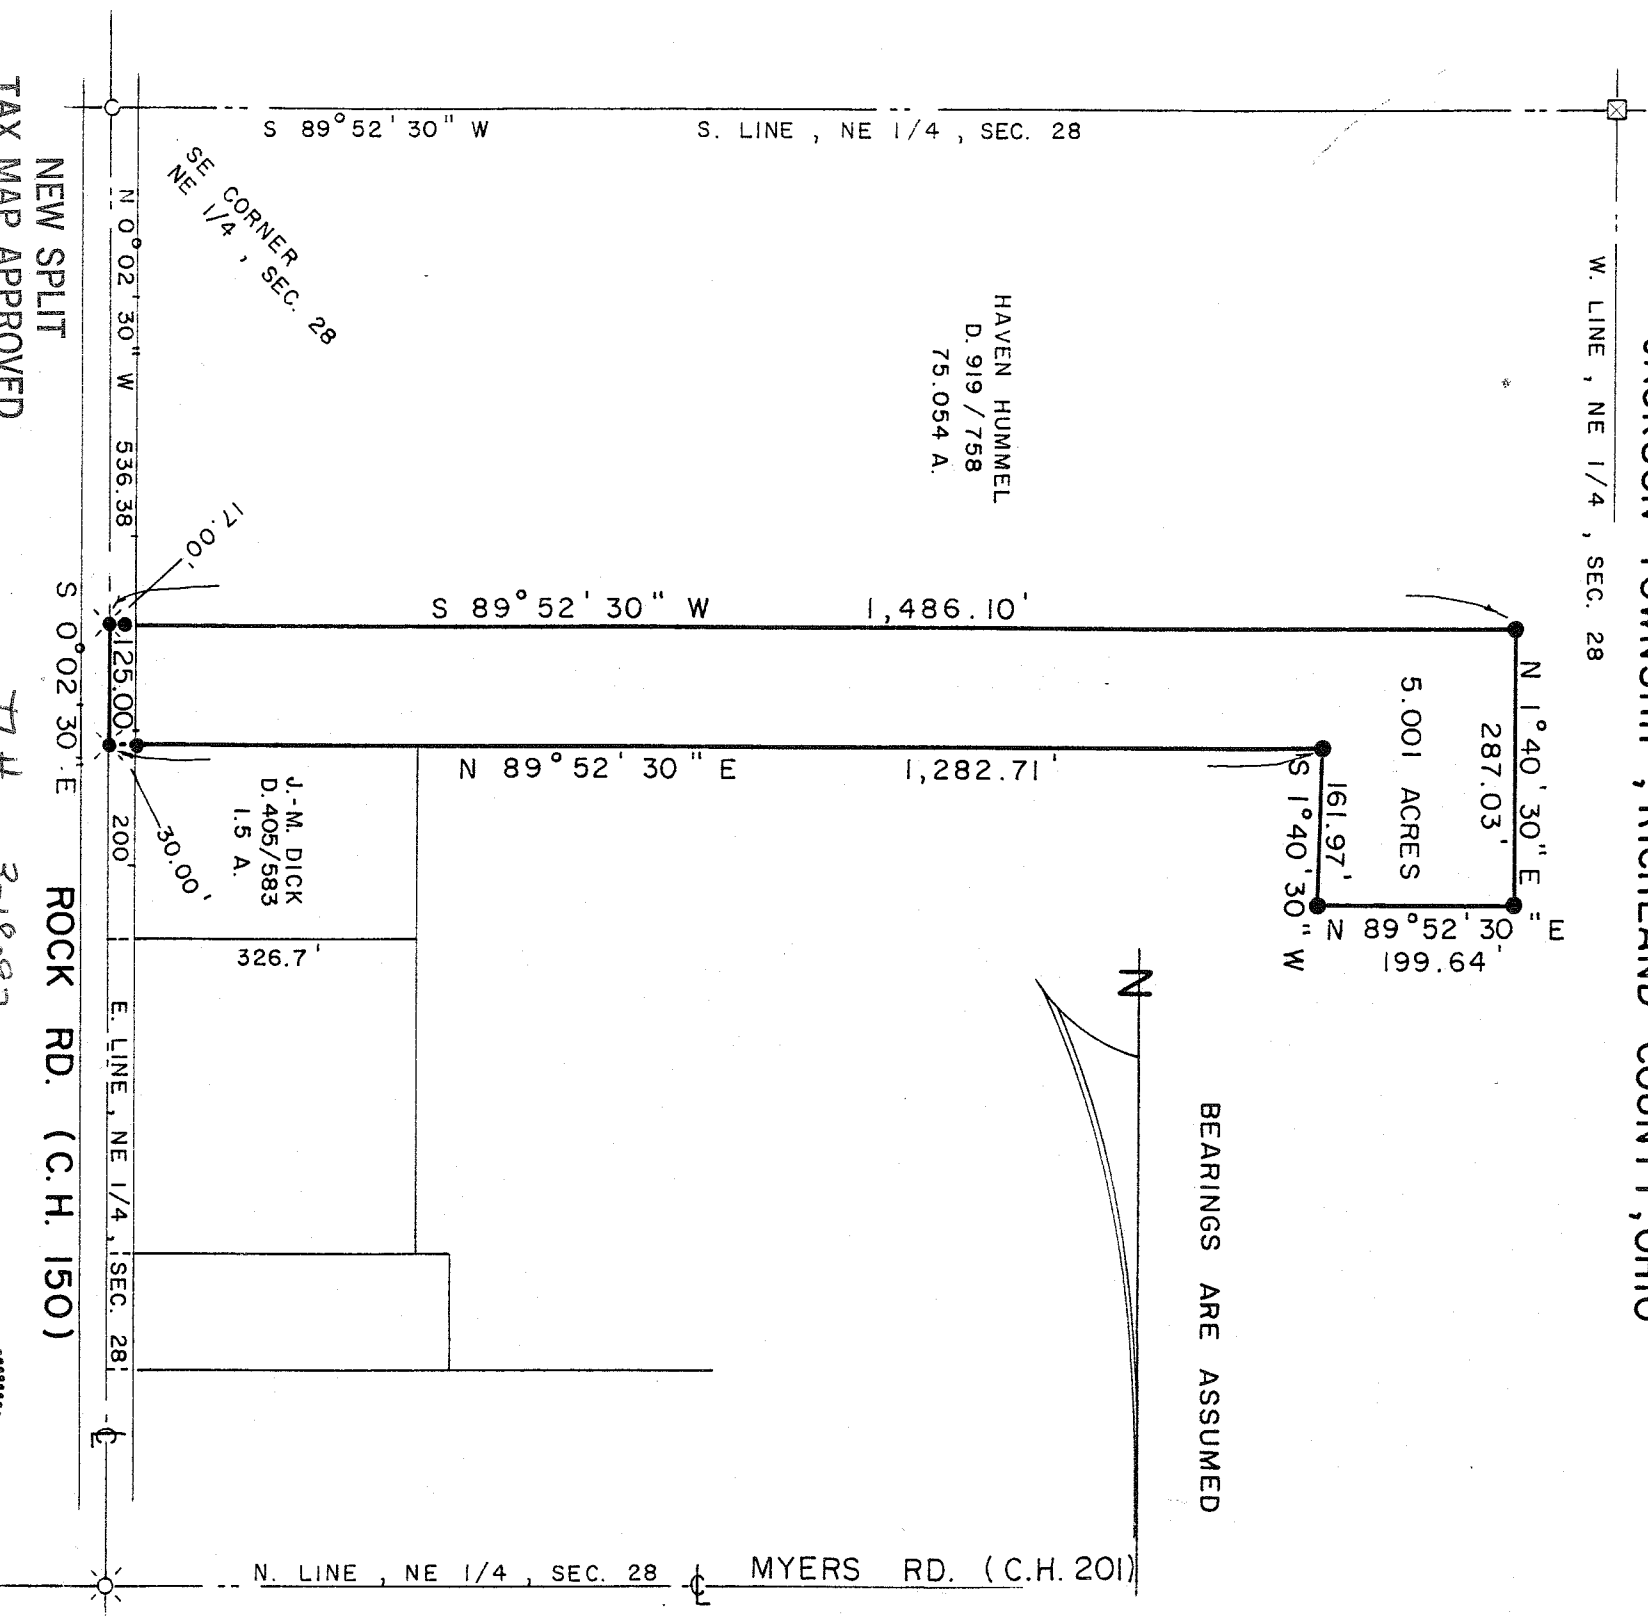 JACKSON TOWNSHIP , RICHLAND COUNTY , OHIO
W. LINE , NE 1/4 , SEC. 28
S 89°52'30" W
S. LINE , NE 1/4 , SEC. 28
SE CORNER
NE 1/4 , SEC. 28
N 0°02'30" W 536.38'
NEW SPLIT
TAX MAP APPROVED
HAVEN HUMMEL
D. 919 / 758
75.054 A.
17.00'
S 89°52'30" W 1,486.10'
N 1°40'30" E
287.03'
5.001 ACRES
125.00'
S 0°02'30" E
N 89°52'30" E 1,282.71'
161.97'
S 1°40'30" W
N 89°52'30" E
199.64'
J.-M. DICK
D. 405/583
1.5 A.
30.00'
200'
326.7'
ROCK RD. (C. H. 150)
E. LINE , NE 1/4 , SEC. 28
N
BEARINGS ARE ASSUMED
N. LINE , NE 1/4 , SEC. 28
MYERS RD. (C.H. 201)